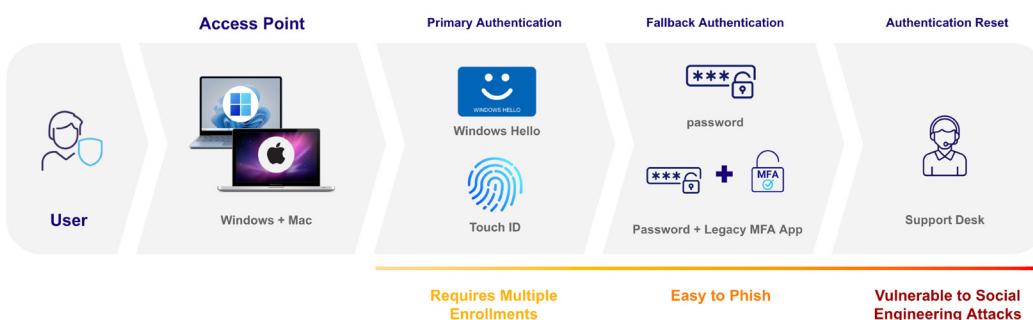 Access Point
Primary Authentication
Fallback Authentication
Authentication Reset
WINDOWS HELLO
Windows Hello
***
password
***
MFA
User
Windows + Mac
Touch ID
Password + Legacy MFA App
Support Desk
Requires Multiple
Enrollments
Easy to Phish
Vulnerable to Social
Engineering Attacks